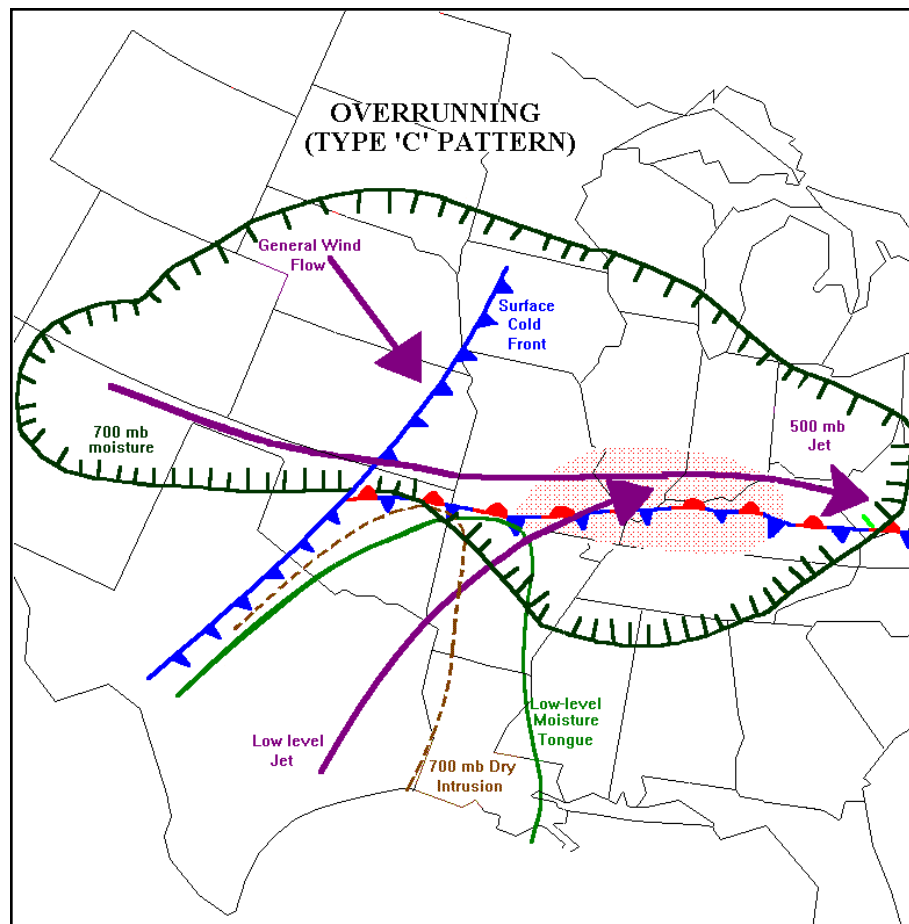 OVERRUNNING
(TYPE 'C' PATTERN)
General Wind
Flow
Surface
Cold
Front
700 mb
moisture
500 mb
Jet
Low level
Jet
700 mb Dry
Intrusion
Low-level
Moisture
Tongue